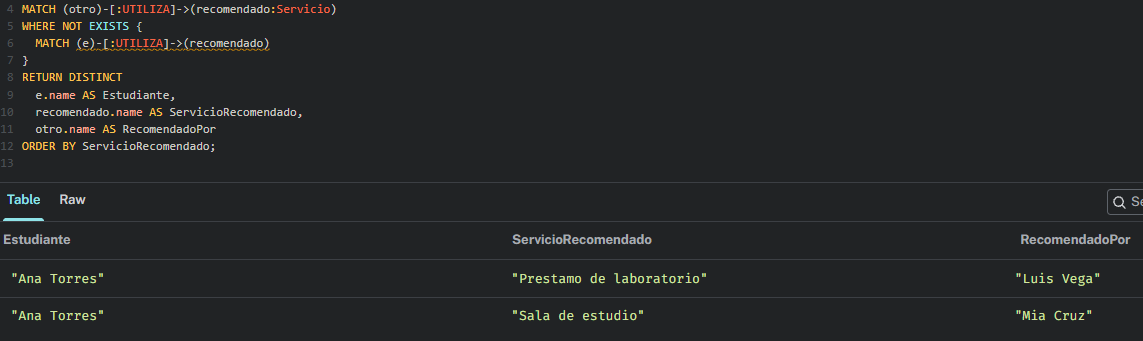 4 MATCH (otro)-[:UTILIZA]->(recomendado:Servicio)
5 WHERE NOT EXISTS {
6   MATCH (e)-[:UTILIZA]->(recomendado)
7 }
8 RETURN DISTINCT
9   e.name AS Estudiante,
10   recomendado.name AS ServicioRecomendado,
11   otro.name AS RecomendadoPor
12 ORDER BY ServicioRecomendado;
13
Table Raw
Se
Estudiante ServicioRecomendado RecomendadoPor
"Ana Torres" "Prestamo de laboratorio" "Luis Vega"
"Ana Torres" "Sala de estudio" "Mia Cruz"